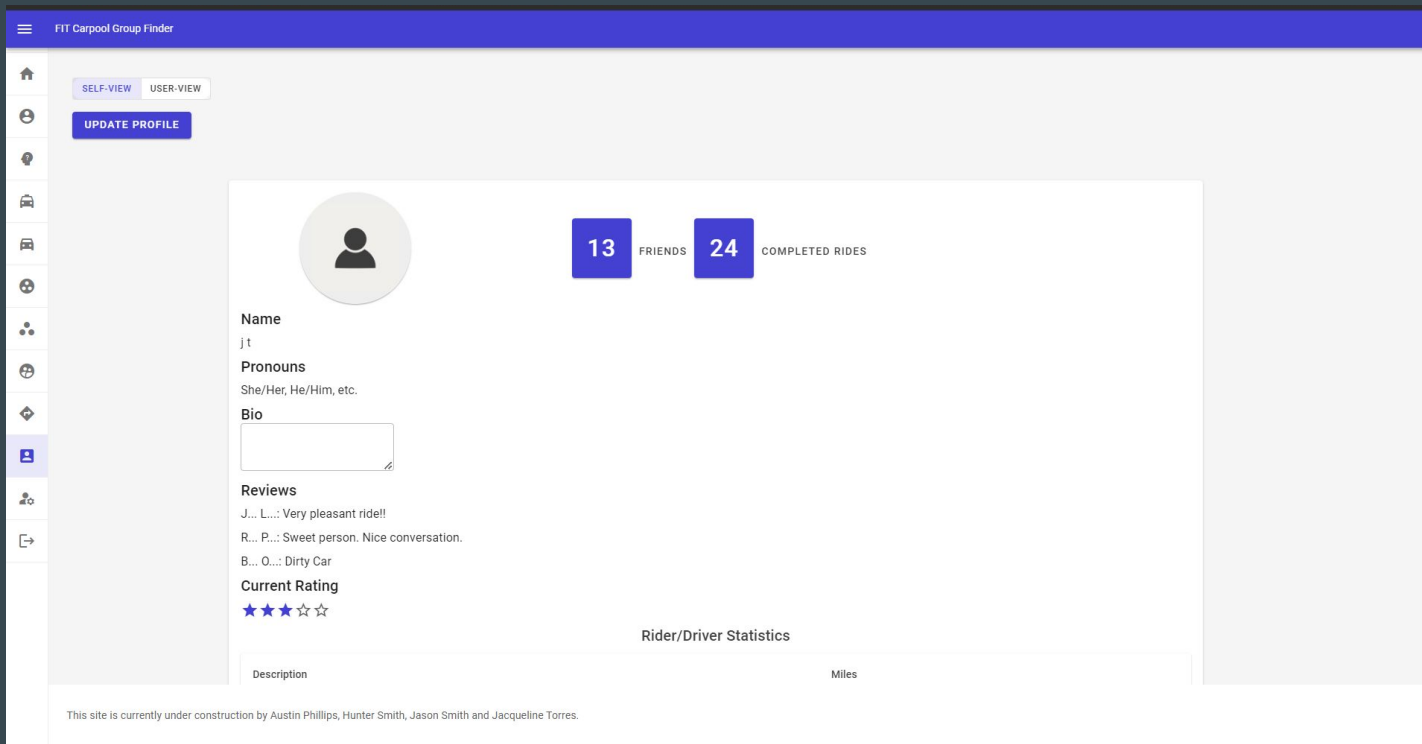 FIT Carpool Group Finder
SELF-VIEW USER-VIEW
UPDATE PROFILE
13 FRIENDS 24 COMPLETED RIDES
Name
j t
Pronouns
She/Her, He/Him, etc.
Bio
Reviews
J... L...: Very pleasant ride!!
R... P...: Sweet person. Nice conversation.
B... O...: Dirty Car
Current Rating
Rider/Driver Statistics
Description Miles
This site is currently under construction by Austin Phillips, Hunter Smith, Jason Smith and Jacqueline Torres.